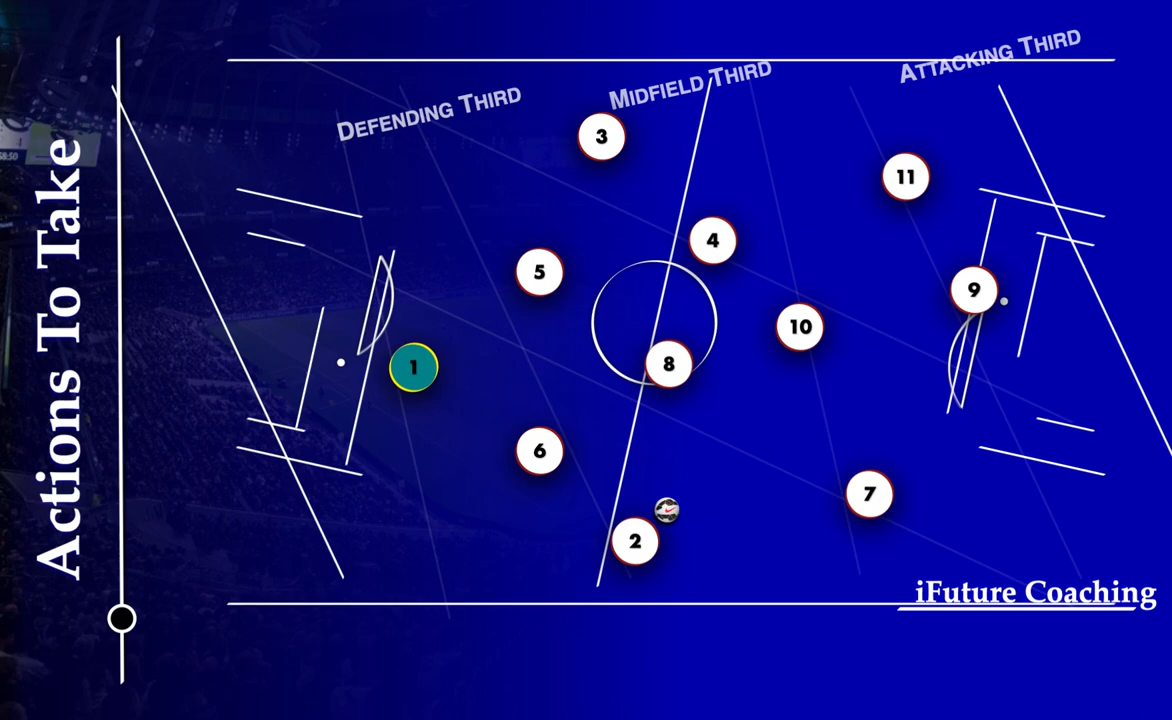 Actions To Take
DEFENDING THIRD
MIDFIELD THIRD
ATTACKING THIRD
3
11
4
5
9
10
8
1
6
7
2
iFuture Coaching